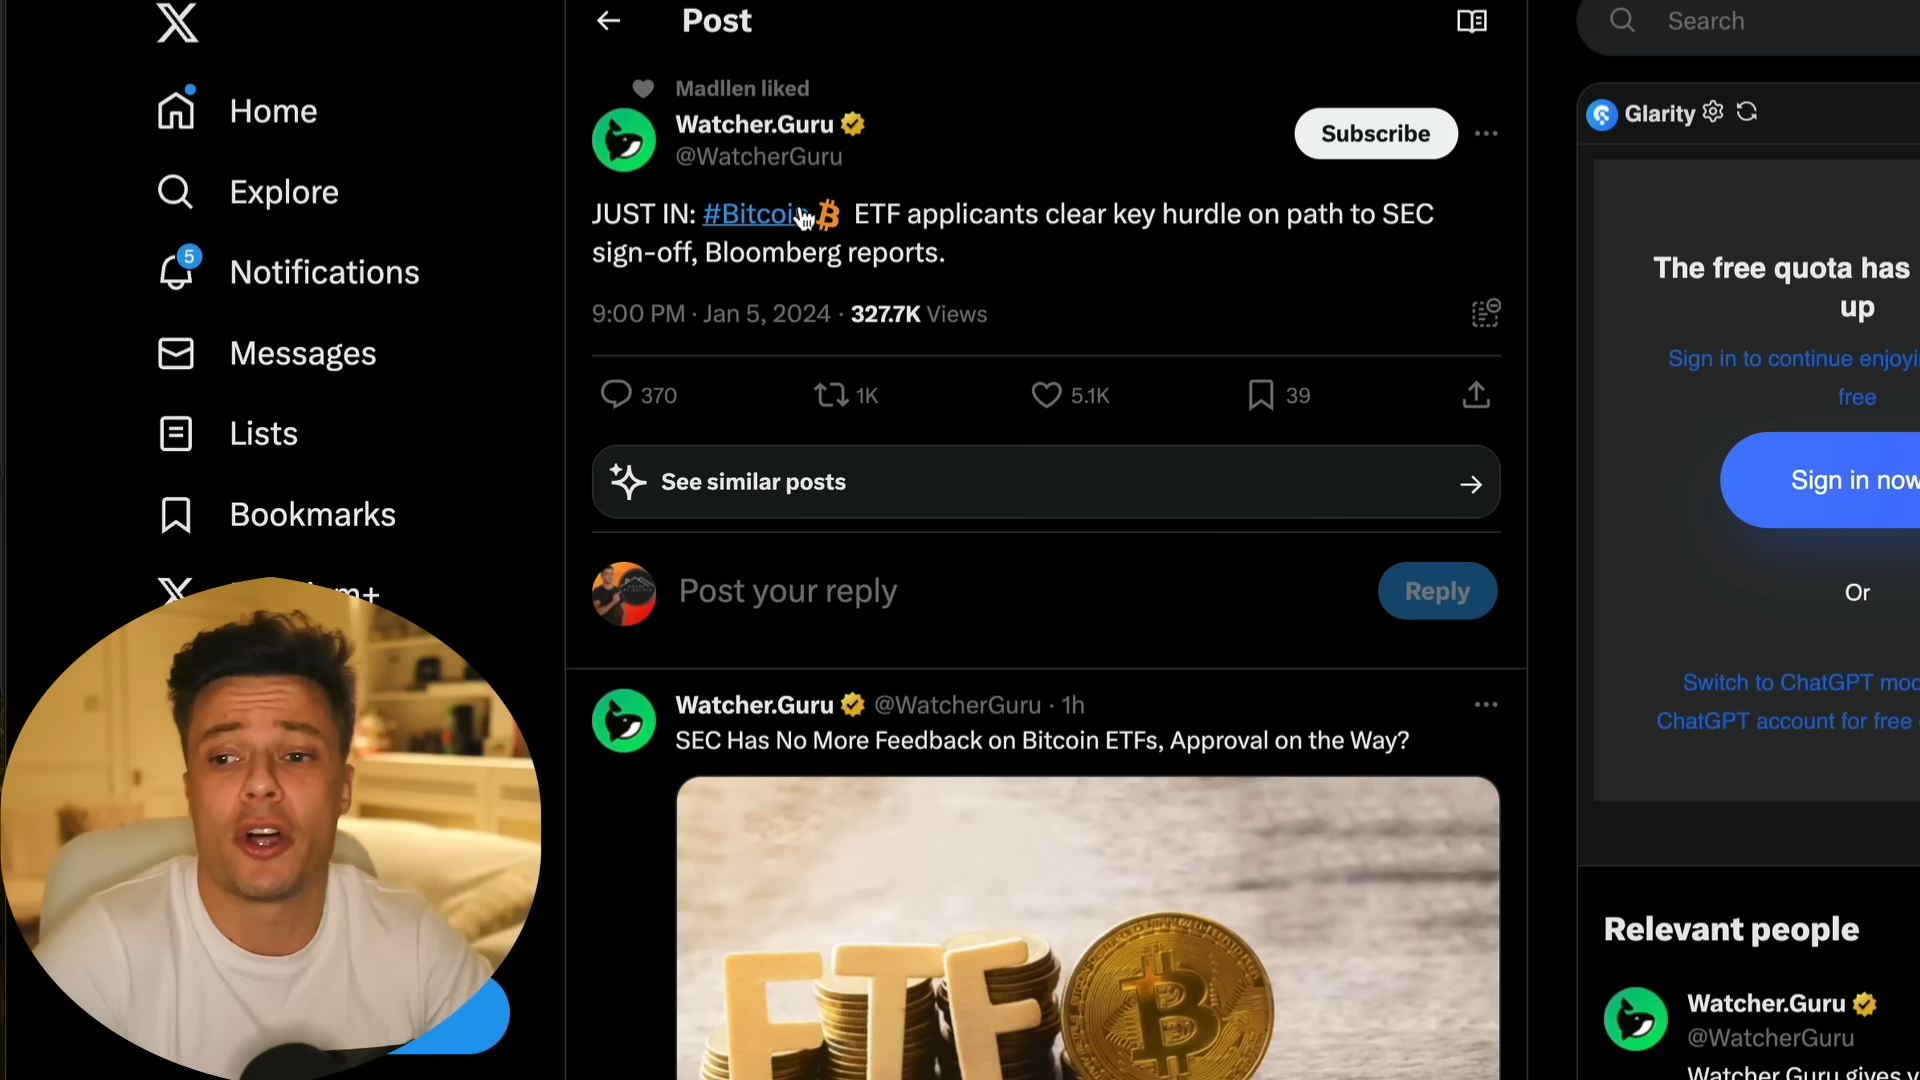 Home
Explore
5
Notifications
Messages
Lists
Bookmarks
Post
Madllen liked
Watcher.Guru
@WatcherGuru
Subscribe
JUST IN: #Bitcoin ETF applicants clear key hurdle on path to SEC
sign-off, Bloomberg reports.
9:00 PM · Jan 5, 2024 · 327.7K Views
370
1K
5.1K
39
See similar posts
Post your reply
Reply
Watcher.Guru @WatcherGuru · 1h
SEC Has No More Feedback on Bitcoin ETFs, Approval on the Way?
ETF
Search
Glarity
The free quota has
up
Sign in to continue
free
Sign in now
Or
Switch to ChatGPT
ChatGPT account for free
Relevant people
Watcher.Guru
@WatcherGuru
Watcher.Guru gives